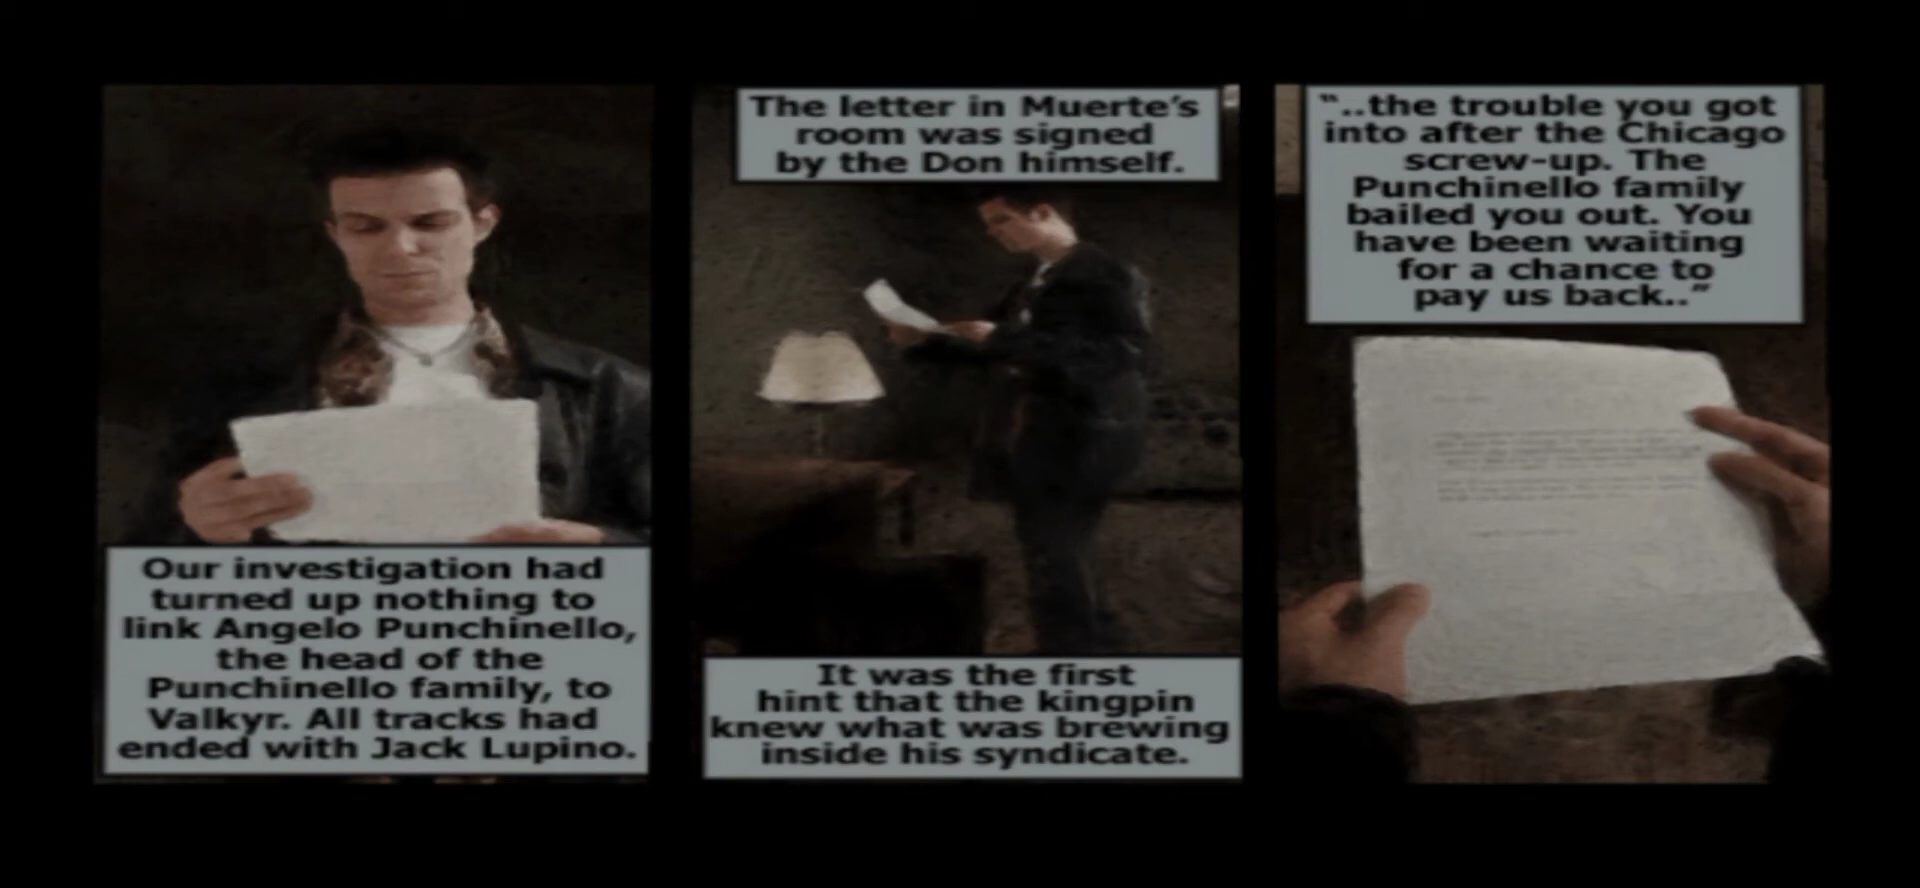 Our investigation had
turned up nothing to
link Angelo Punchinello,
the head of the
Punchinello family, to
Valkyr. All tracks had
ended with Jack Lupino.
The letter in Muerte's
room was signed
by the Don himself.
It was the first
hint that the kingpin
knew what was brewing
inside his syndicate.
"..the trouble you got
into after the Chicago
screw-up. The
Punchinello family
bailed you out. You
have been waiting
for a chance to
pay us back.."